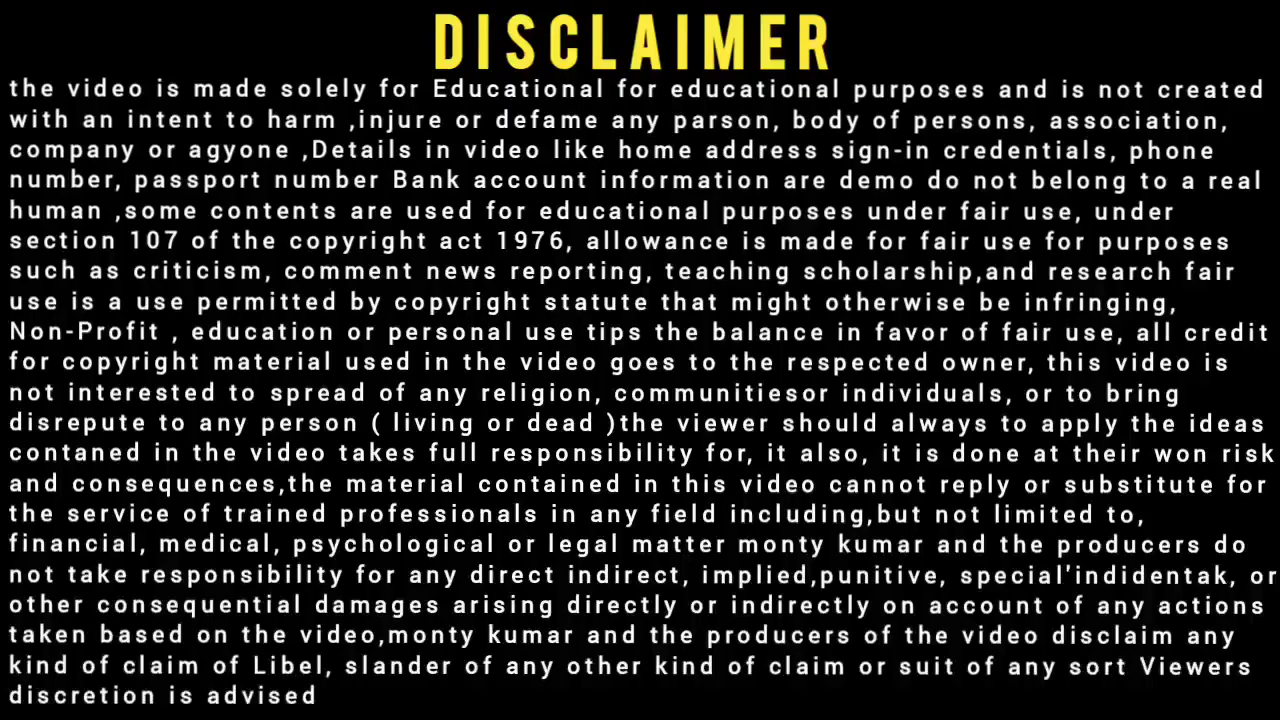 DISCLAIMER
the video is made solely for Educational for educational purposes and is not created
with an intent to harm ,injure or defame any parson, body of persons, association,
company or agyone ,Details in video like home address sign-in credentials, phone
number, passport number Bank account information are demo do not belong to a real
human ,some contents are used for educational purposes under fair use, under
section 107 of the copyright act 1976, allowance is made for fair use for purposes
such as criticism, comment news reporting, teaching scholarship,and research fair
use is a use permitted by copyright statute that might otherwise be infringing,
Non-Profit , education or personal use tips the balance in favor of fair use, all credit
for copyright material used in the video goes to the respected owner, this video is
not interested to spread of any religion, communitiesor individuals, or to bring
disrepute to any person ( living or dead )the viewer should always to apply the ideas
contaned in the video takes full responsibility for, it also, it is done at their won risk
and consequences,the material contained in this video cannot reply or substitute for
the service of trained professionals in any field including,but not limited to,
financial, medical, psychological or legal matter monty kumar and the producers do
not take responsibility for any direct indirect, implied,punitive, special'indidentak, or
other consequential damages arising directly or indirectly on account of any actions
taken based on the video,monty kumar and the producers of the video disclaim any
kind of claim of Libel, slander of any other kind of claim or suit of any sort Viewers
discretion is advised